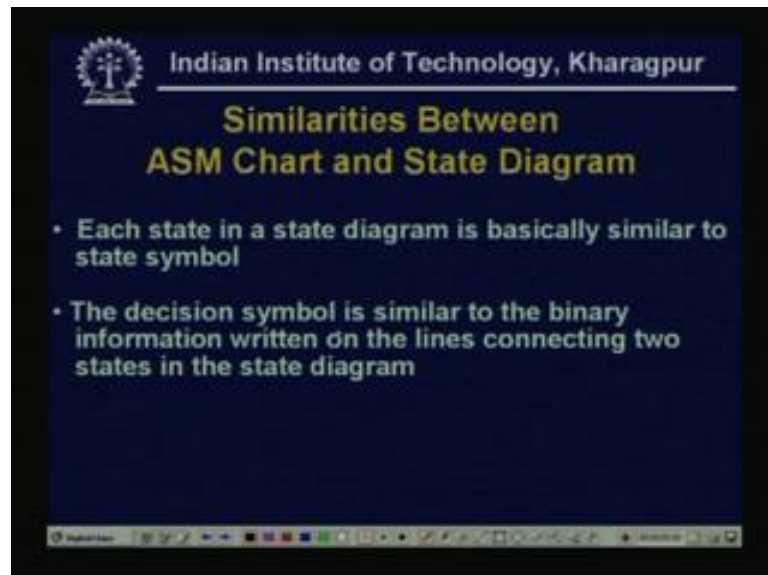 Indian Institute of Technology, Kharagpur
Similarities Between
ASM Chart and State Diagram
• Each state in a state diagram is basically similar to
state symbol
• The decision symbol is similar to the binary
information written on the lines connecting two
states in the state diagram